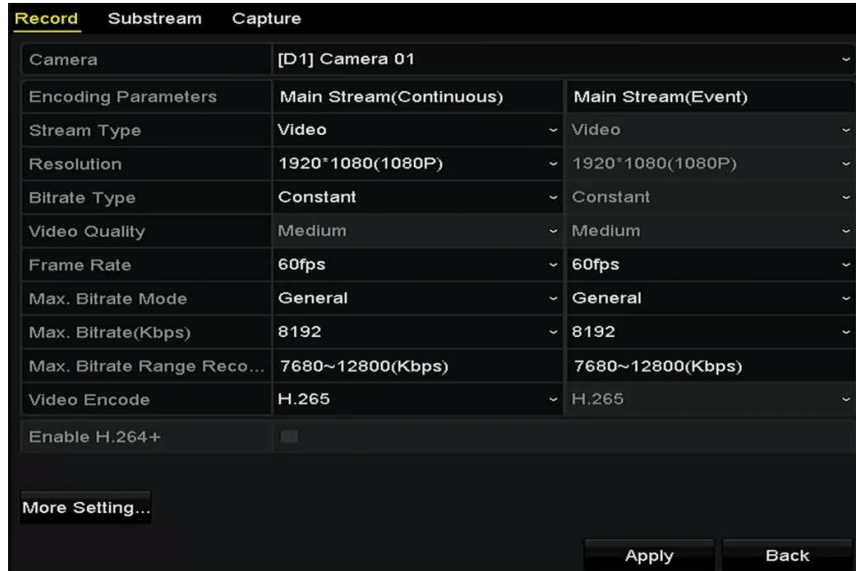 Record Substream Capture
Camera [D1] Camera 01
Encoding Parameters Main Stream(Continuous) Main Stream(Event)
Stream Type Video Video
Resolution 1920*1080(1080P) 1920*1080(1080P)
Bitrate Type Constant Constant
Video Quality Medium Medium
Frame Rate 60fps 60fps
Max. Bitrate Mode General General
Max. Bitrate(Kbps) 8192 8192
Max. Bitrate Range Reco... 7680~12800(Kbps) 7680~12800(Kbps)
Video Encode H.265 H.265
Enable H.264+
More Setting...
Apply Back